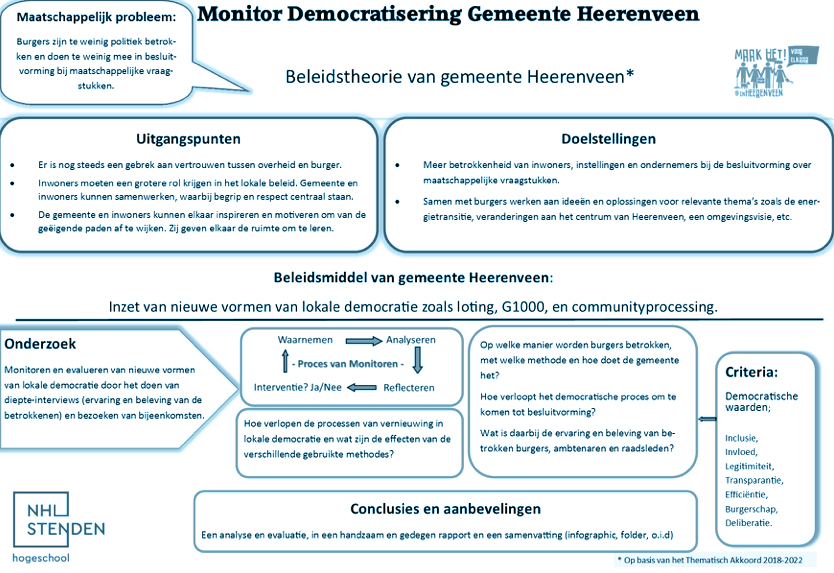 Maatschappelijk probleem:
Burgers zijn te weinig politiek betrok-
ken en doen te weinig mee in besluit-
vorming bij maatschappelijke vraag-
stukken.
Monitor Democratisering Gemeente Heerenveen
Beleidstheorie van gemeente Heerenveen*
MAAK HET!
VOOR
ELKAAR
#inHEERENVEEN
Uitgangspunten
• Er is nog steeds een gebrek aan vertrouwen tussen overheid en burger.
• Inwoners moeten een grotere rol krijgen in het lokale beleid. Gemeente en
inwoners kunnen samenwerken, waarbij begrip en respect centraal staan.
• De gemeente en inwoners kunnen elkaar inspireren en motiveren om van de
geëigende paden af te wijken. Zij geven elkaar de ruimte om te leren.
Doelstellingen
• Meer betrokkenheid van inwoners, instellingen en ondernemers bij de besluitvorming over
maatschappelijke vraagstukken.
• Samen met burgers werken aan ideeën en oplossingen voor relevante thema's zoals de ener-
gietransitie, veranderingen aan het centrum van Heerenveen, een omgevingsvisie, etc.
Beleidsmiddel van gemeente Heerenveen:
Inzet van nieuwe vormen van lokale democratie zoals loting, G1000, en communityprocessing.
Onderzoek
Monitoren en evalueren van nieuwe vormen
van lokale democratie door het doen van
diepte-interviews (ervaring en beleving van de
betrokkenen) en bezoeken van bijeenkomsten.
Waarnemen Analyseren
- Proces van Monitoren -
Interventie? Ja/Nee Reflecteren
Hoe verlopen de processen van vernieuwing in
lokale democratie en wat zijn de effecten van de
verschillende gebruikte methodes?
Op welke manier worden burgers betrokken,
met welke methode en hoe doet de gemeente
het?
Hoe verloopt het democratische proces om te
komen tot besluitvorming?
Wat is daarbij de ervaring en beleving van be-
trokken burgers, ambtenaren en raadsleden?
Criteria:
Democratische
waarden;
Inclusie,
Invloed,
Legitimiteit,
Transparantie,
Efficiëntie,
Burgerschap,
Deliberatie.
Conclusies en aanbevelingen
Een analyse en evaluatie, in een handzaam en gedegen rapport en een samenvatting (infographic, folder, o.i.d)
NHL
STENDEN
hogeschool
* Op basis van het Thematisch Akkoord 2018-2022